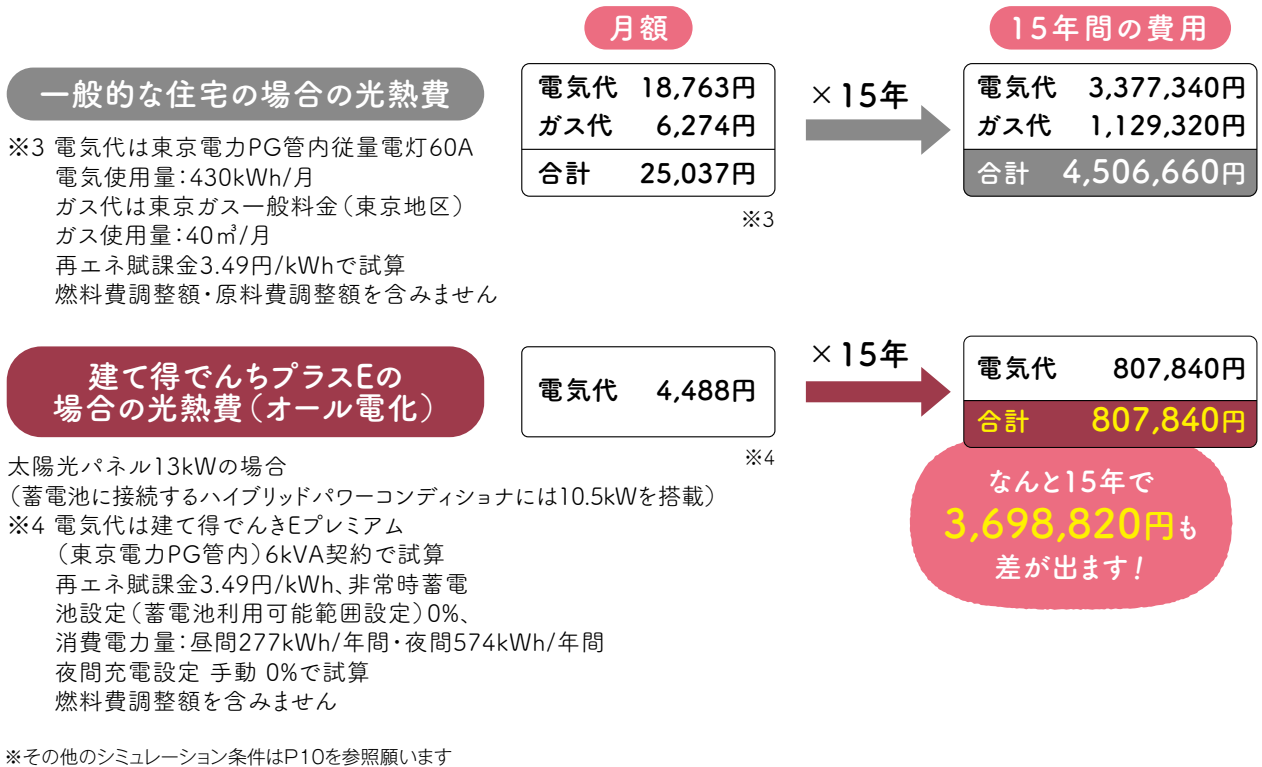 月額
15年間の費用
一般的な住宅の場合の光熱費
電気代 18,763円
ガス代 6,274円
合計 25,037円
※3
×15年
電気代 3,377,340円
ガス代 1,129,320円
合計 4,506,660円
※3 電気代は東京電力PG管内従量電灯60A
電気使用量：430kWh/月
ガス代は東京ガス一般料金（東京地区）
ガス使用量：40㎥/月
再エネ賦課金3.49円/kWhで試算
燃料費調整額・原料費調整額を含みません
建て得でんちプラスEの
場合の光熱費（オール電化）
電気代 4,488円
※4
×15年
電気代 807,840円
合計 807,840円
なんと15年で
3,698,820円も
差が出ます！
太陽光パネル13kWの場合
（蓄電池に接続するハイブリッドパワーコンディショナには10.5kWを搭載）
※4 電気代は建て得でんきEプレミアム
（東京電力PG管内）6kVA契約で試算
再エネ賦課金3.49円/kWh、非常時蓄電
池設定（蓄電池利用可能範囲設定）0%、
消費電力量：昼間277kWh/年間・夜間574kWh/年間
夜間充電設定 手動 0%で試算
燃料費調整額を含みません
※その他のシミュレーション条件はP10を参照願います